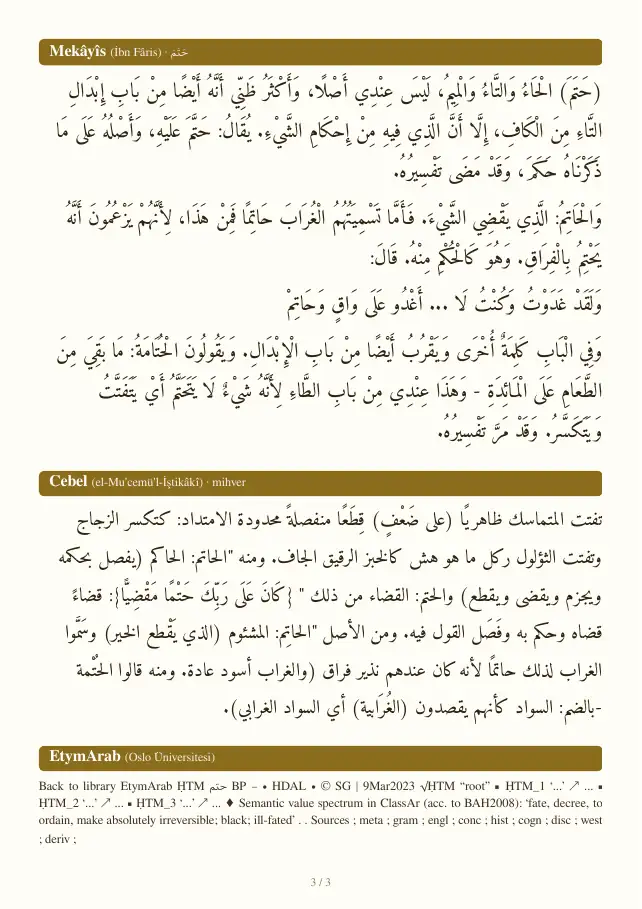 Mekâyîs (İbn Fâris) · حَتَمَ
(حَتَمَ) الْحَاءُ وَالتَّاءُ وَالْمِيمُ، لَيْسَ عِنْدِي أَصْلًا، وَأَكْثَرُ ظَنِّي أَنَّهُ أَيْضًا مِنْ بَابِ إِبْدَالِ
التَّاءِ مِنَ الْكَافِ، إِلَّا أَنَّ الَّذِي فِيهِ مِنْ إِحْكَامِ الشَّيْءِ. يُقَالُ: حَتَمَ عَلَيْهِ، وَأَصْلُهُ عَلَى مَا
ذَكَرْنَاهُ حَكَمَ، وَقَدْ مَضَى تَفْسِيرُهُ.
وَالْحَاتِمُ: الَّذِي يَقْضِي الشَّيْءَ. فَأَمَّا تَسْمِيَتُهُمُ الْغُرَابَ حَاتِمًا فَمِنْ هَذَا، لِأَنَّهُمْ يَزْعُمُونَ أَنَّهُ
يَحْتِمُ بِالْفِرَاقِ. وَهُوَ كَالْحُكْمِ مِنْهُ. قَالَ:
وَلَقَدْ غَدَوْتُ وَكُنْتُ لَا ... أَغْدُو عَلَى وَاقٍ وَحَاتِمْ
وَفِي الْبَابِ كَلِمَةٌ أُخْرَى وَيَقْرُبُ أَيْضًا مِنْ بَابِ الْإِبْدَالِ. وَيَقُولُونَ الْحُتَامَةُ: مَا بَقِيَ مِنَ
الطَّعَامِ عَلَى الْمَائِدَةِ - وَهَذَا عِنْدِي مِنْ بَابِ الطَّاءِ لِأَنَّهُ شَيْءٌ لَا يَتَحَتَّمُ أَيْ يَتَفَتَّتُ
وَيَتَكَسَّرُ. وَقَدْ مَرَّ تَفْسِيرُهُ.
Cebel (el-Mu'cemü'l-İştikâkî) · mihver
تفتت المتماسك ظاهريًا (على ضَعْفٍ) قِطَعًا منفصلةً محدودة الامتداد: كتكسر الزجاج
وتفتت الثؤلول ركل ما هو هش كالخبز الرقيق الجاف. ومنه "الحاتم: الحاكم (يفصل بحكمه
ويجزم ويقضى ويقطع) والحتم: القضاء من ذلك " {كَانَ عَلَى رَبِّكَ حَتْمًا مَقْضِيًّا}: قضاءً
قضاه وحكم به وفَصَل القول فيه. ومن الأصل "الحاتِم: المشئوم (الذي يَقْطع الخير) وسَمَّوا
الغراب لذلك حاتمًا لأنه كان عندهم نذير فراق (والغراب أسود عادة. ومنه قالوا الحُتْمة
-بالضم: السواد كأنهم يقصدون (الغُرَابية) أي السواد الغرابي).
EtymArab (Oslo Üniversitesi)
Back to library EtymArab ḤTM حتم BP – • HDAL • © SG | 9Mar2023 √ḤTM “root” ▪ ḤTM_1 ‘...’ ↗ ... ▪
ḤTM_2 ‘...’ ↗ ... ▪ ḤTM_3 ‘...’ ↗ ... ♦ Semantic value spectrum in ClassAr (acc. to BAH2008): ‘fate, decree, to
ordain, make absolutely irreversible; black; ill-fated’ . . Sources ; meta ; gram ; engl ; conc ; hist ; cogn ; disc ; west
; deriv ;
3 / 3